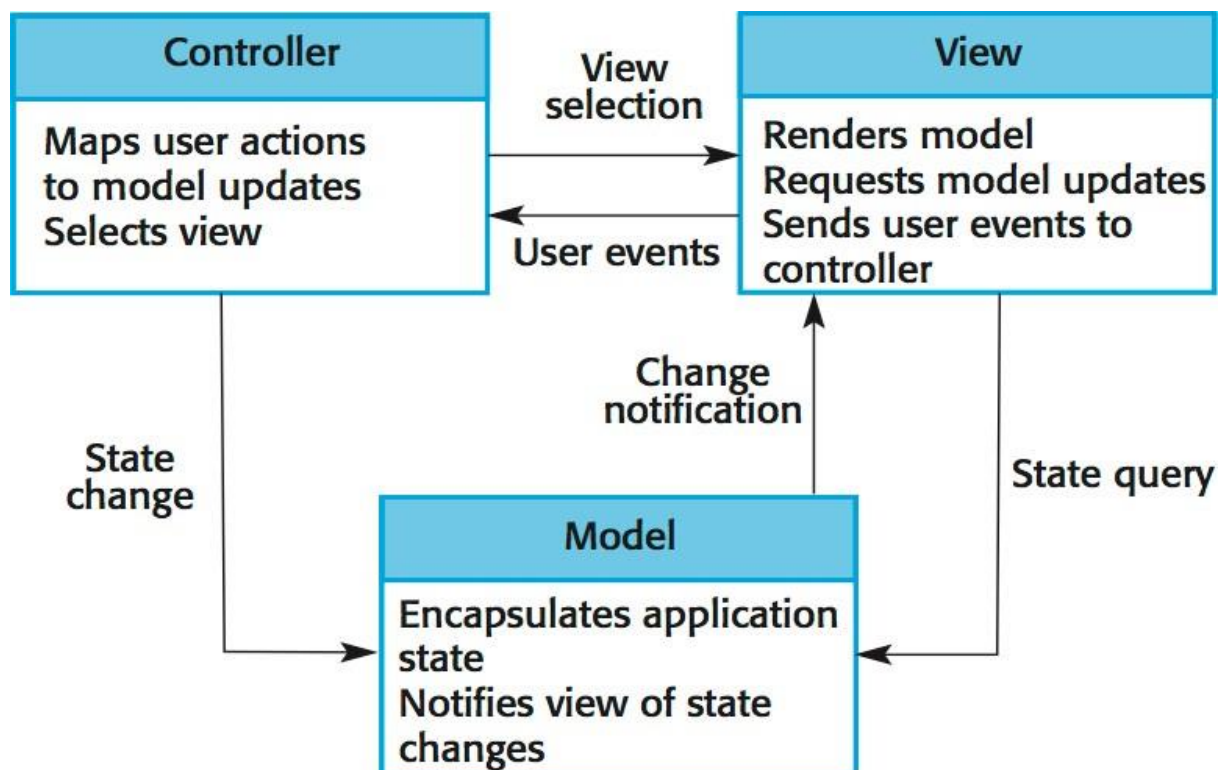 Controller
Maps user actions
to model updates
Selects view
View
selection
User events
View
Renders model
Requests model updates
Sends user events to
controller
State
change
Change
notification
State query
Model
Encapsulates application
state
Notifies view of state
changes